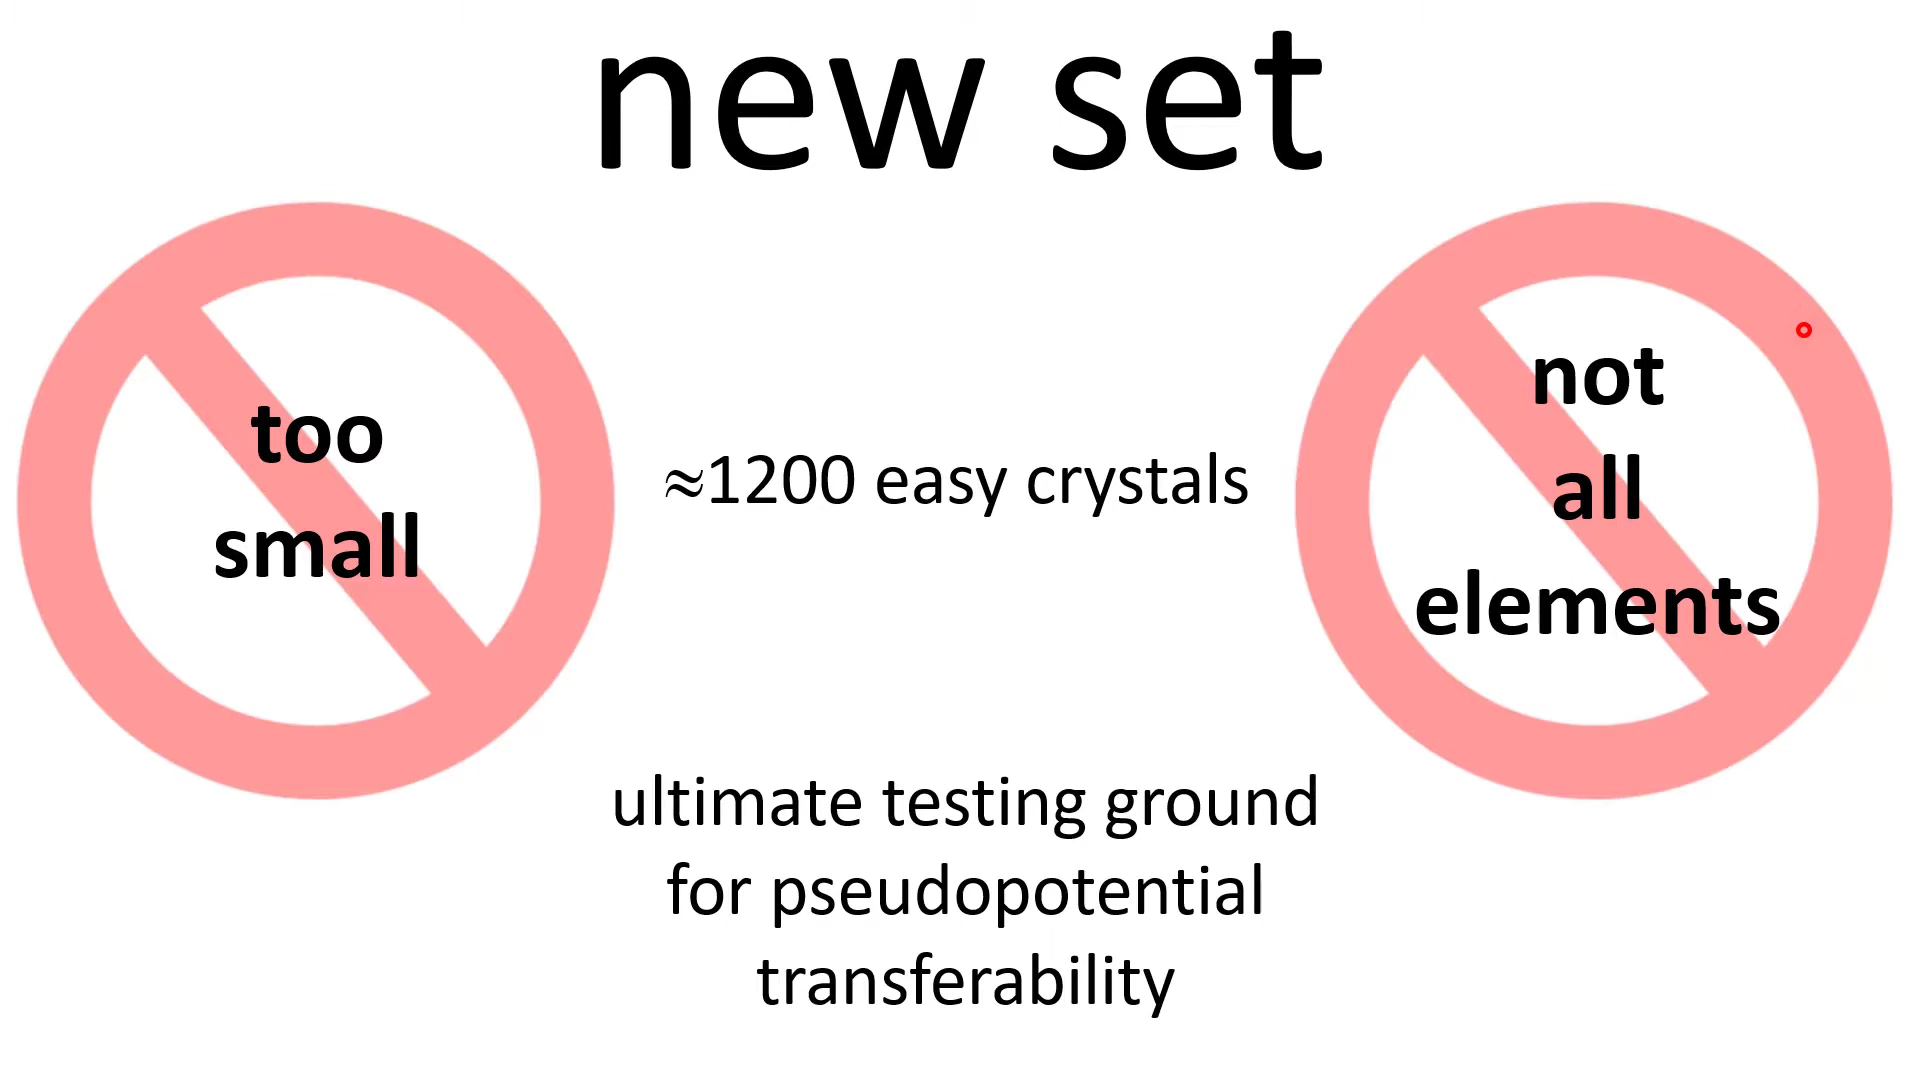 new set
too
small
≈1200 easy crystals
not
all
elements
ultimate testing ground
for pseudopotential
transferability